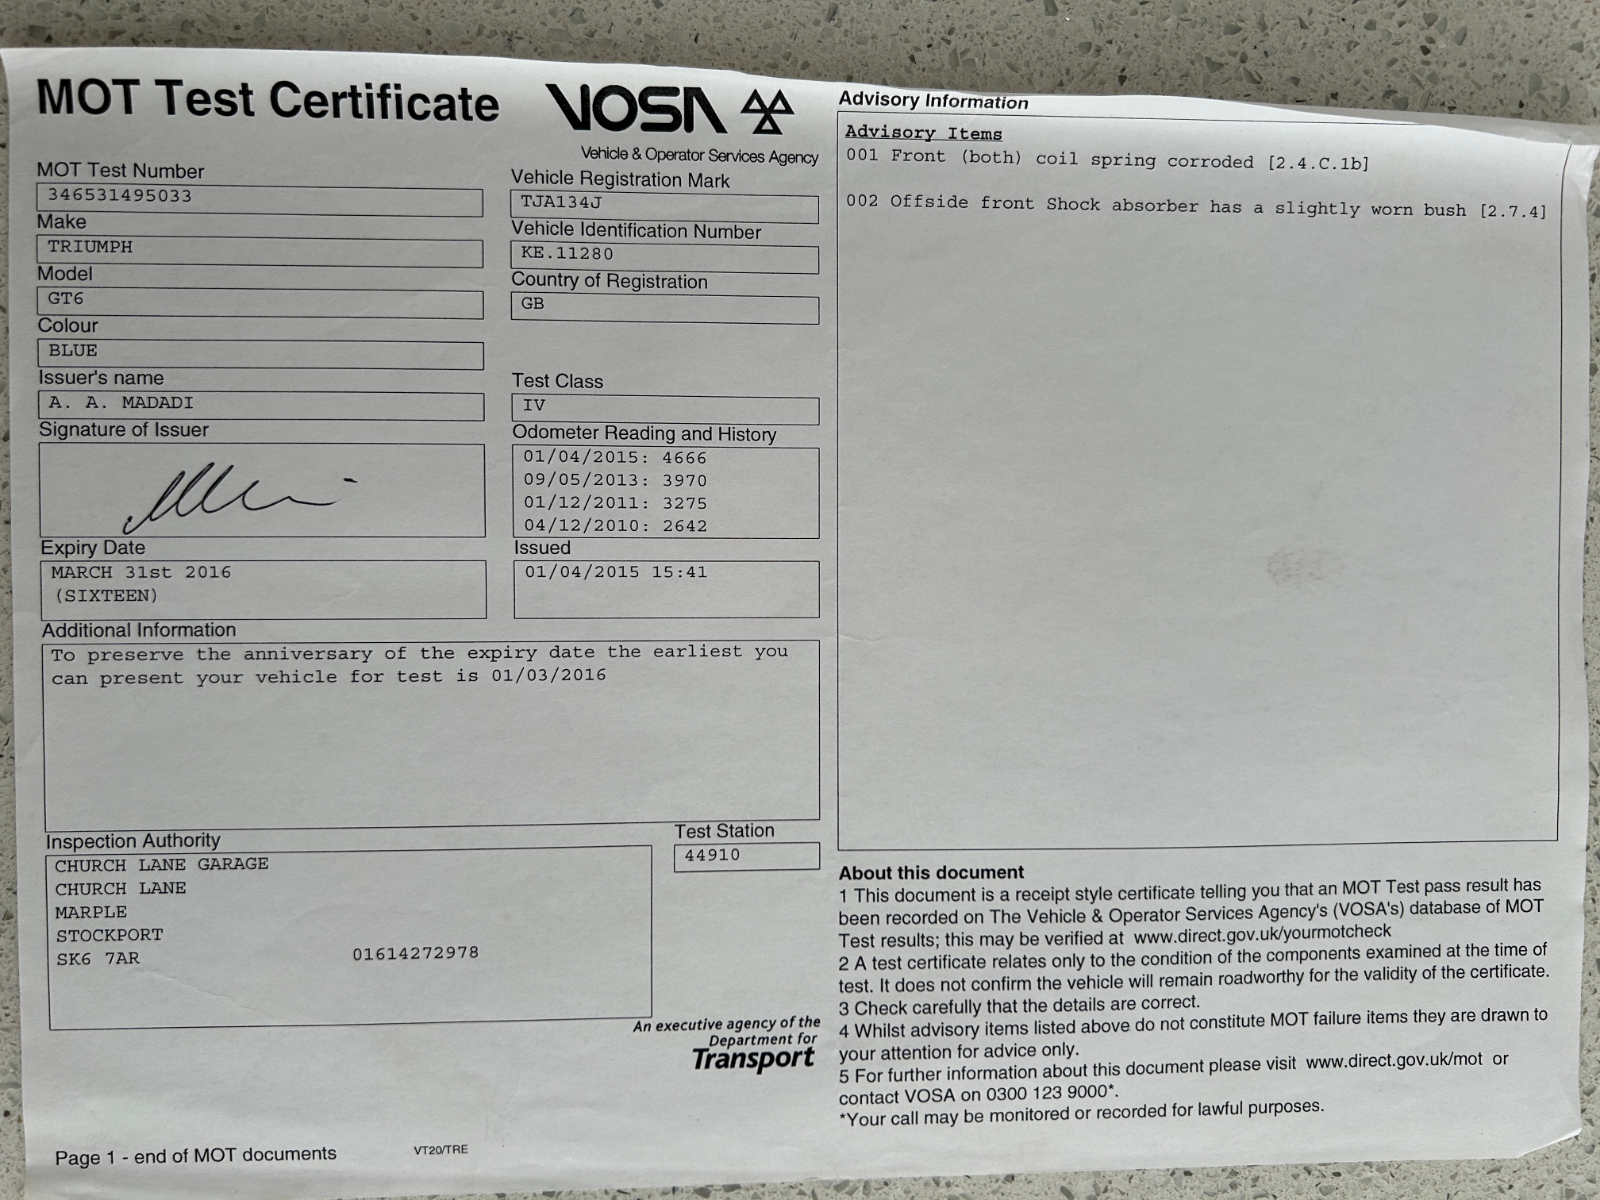 MOT Test Certificate
VOSA
Vehicle & Operator Services Agency
MOT Test Number
346531495033
Make
TRIUMPH
Model
GT6
Colour
BLUE
Issuer's name
A. A. MADADI
Signature of Issuer
Expiry Date
MARCH 31st 2016
(SIXTEEN)
Vehicle Registration Mark
TJA134J
Vehicle Identification Number
KE.11280
Country of Registration
GB
Test Class
IV
Odometer Reading and History
01/04/2015: 4666
09/05/2013: 3970
01/12/2011: 3275
04/12/2010: 2642
Issued
01/04/2015 15:41
Additional Information
To preserve the anniversary of the expiry date the earliest you
can present your vehicle for test is 01/03/2016
Inspection Authority
CHURCH LANE GARAGE
CHURCH LANE
MARPLE
STOCKPORT
SK6 7AR 01614272978
Test Station
44910
An executive agency of the
Department for
Transport
Page 1 - end of MOT documents
VT20/TRE
Advisory Information
Advisory Items
001 Front (both) coil spring corroded [2.4.C.1b]
002 Offside front Shock absorber has a slightly worn bush [2.7.4]
About this document
1 This document is a receipt style certificate telling you that an MOT Test pass result has
been recorded on The Vehicle & Operator Services Agency's (VOSA's) database of MOT
Test results; this may be verified at www.direct.gov.uk/yourmotcheck
2 A test certificate relates only to the condition of the components examined at the time of
test. It does not confirm the vehicle will remain roadworthy for the validity of the certificate.
3 Check carefully that the details are correct.
4 Whilst advisory items listed above do not constitute MOT failure items they are drawn to
your attention for advice only.
5 For further information about this document please visit www.direct.gov.uk/mot or
contact VOSA on 0300 123 9000*.
*Your call may be monitored or recorded for lawful purposes.